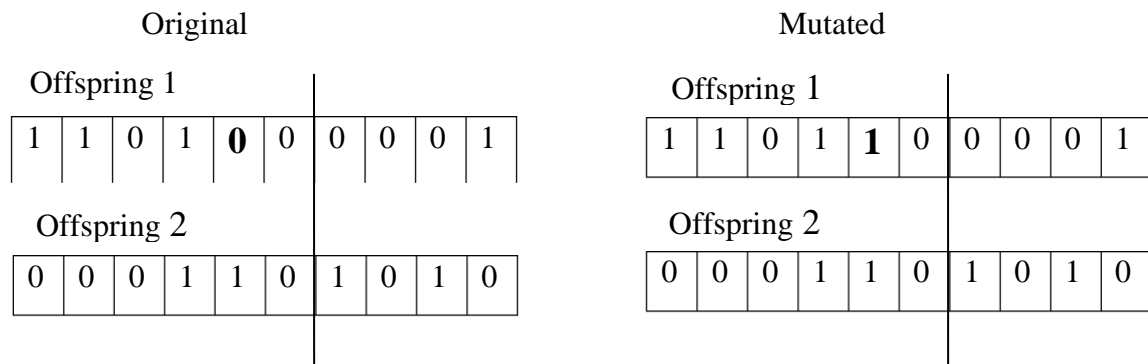 Original Mutated
Offspring 1 Offspring 1
1 1 0 1 0 0 0 0 0 1 1 1 0 1 1 0 0 0 0 1
Offspring 2 Offspring 2
0 0 0 1 1 0 1 0 1 0 0 0 0 1 1 0 1 0 1 0